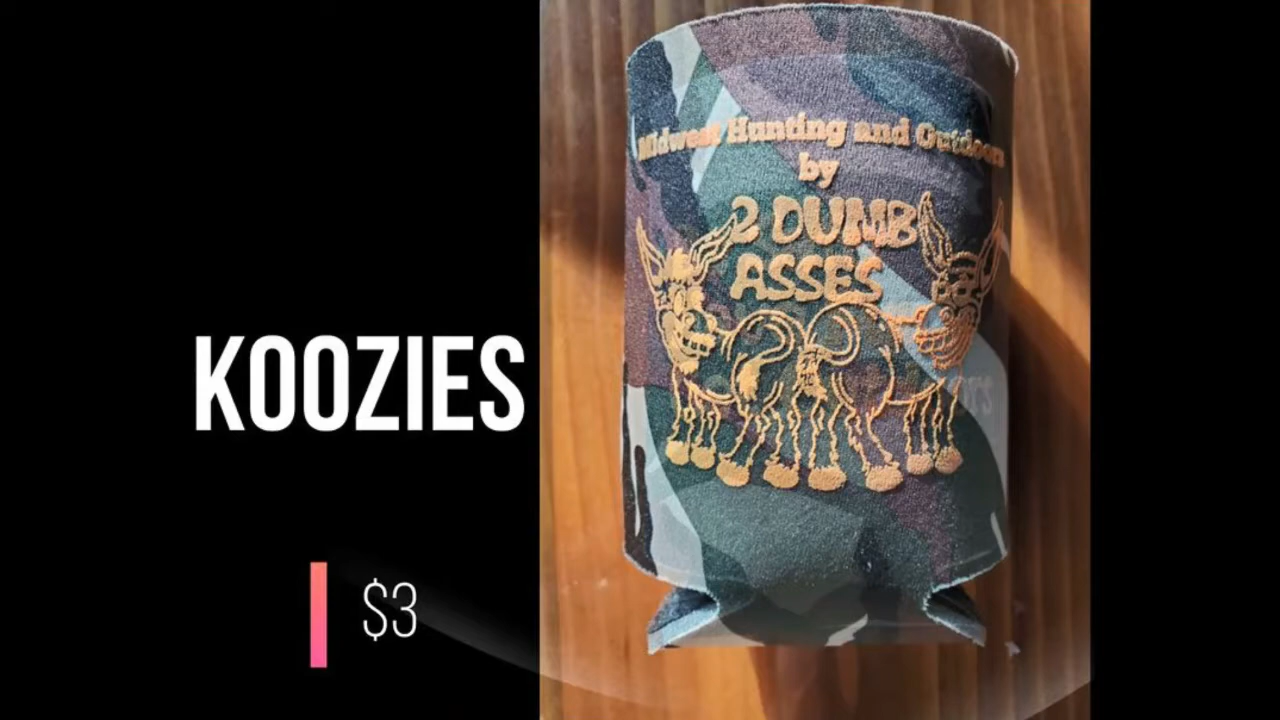 KOOZIES
$3
Midwest Hunting and Outdoors
by
2 DUMB
ASSES